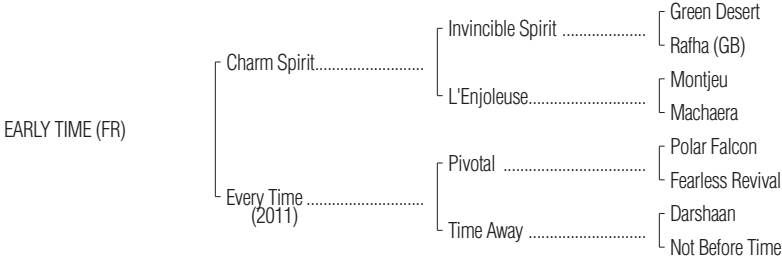 Green Desert
Invincible Spirit ....................
Rafha (GB)
Charm Spirit..........................
Montjeu
L'Enjoleuse............................
Machaera
EARLY TIME (FR)
Polar Falcon
Pivotal ..................................
Fearless Revival
Every Time ............................
(2011)
Darshaan
Time Away ............................
Not Before Time